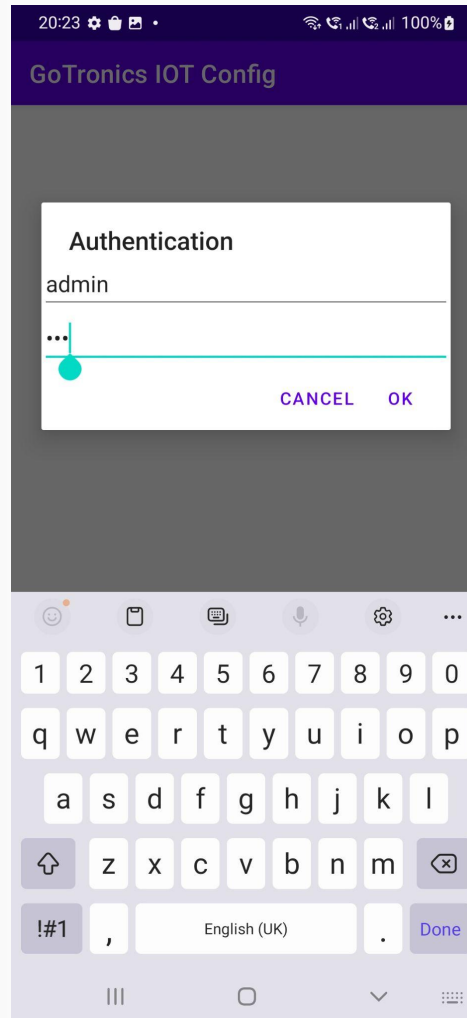 20:23 100%
GoTronics IOT Config
Authentication
admin
•••
CANCEL OK
1 2 3 4 5 6 7 8 9 0
q w e r t y u i o p
a s d f g h j k l
z x c v b n m
!#1 , English (UK) . Done